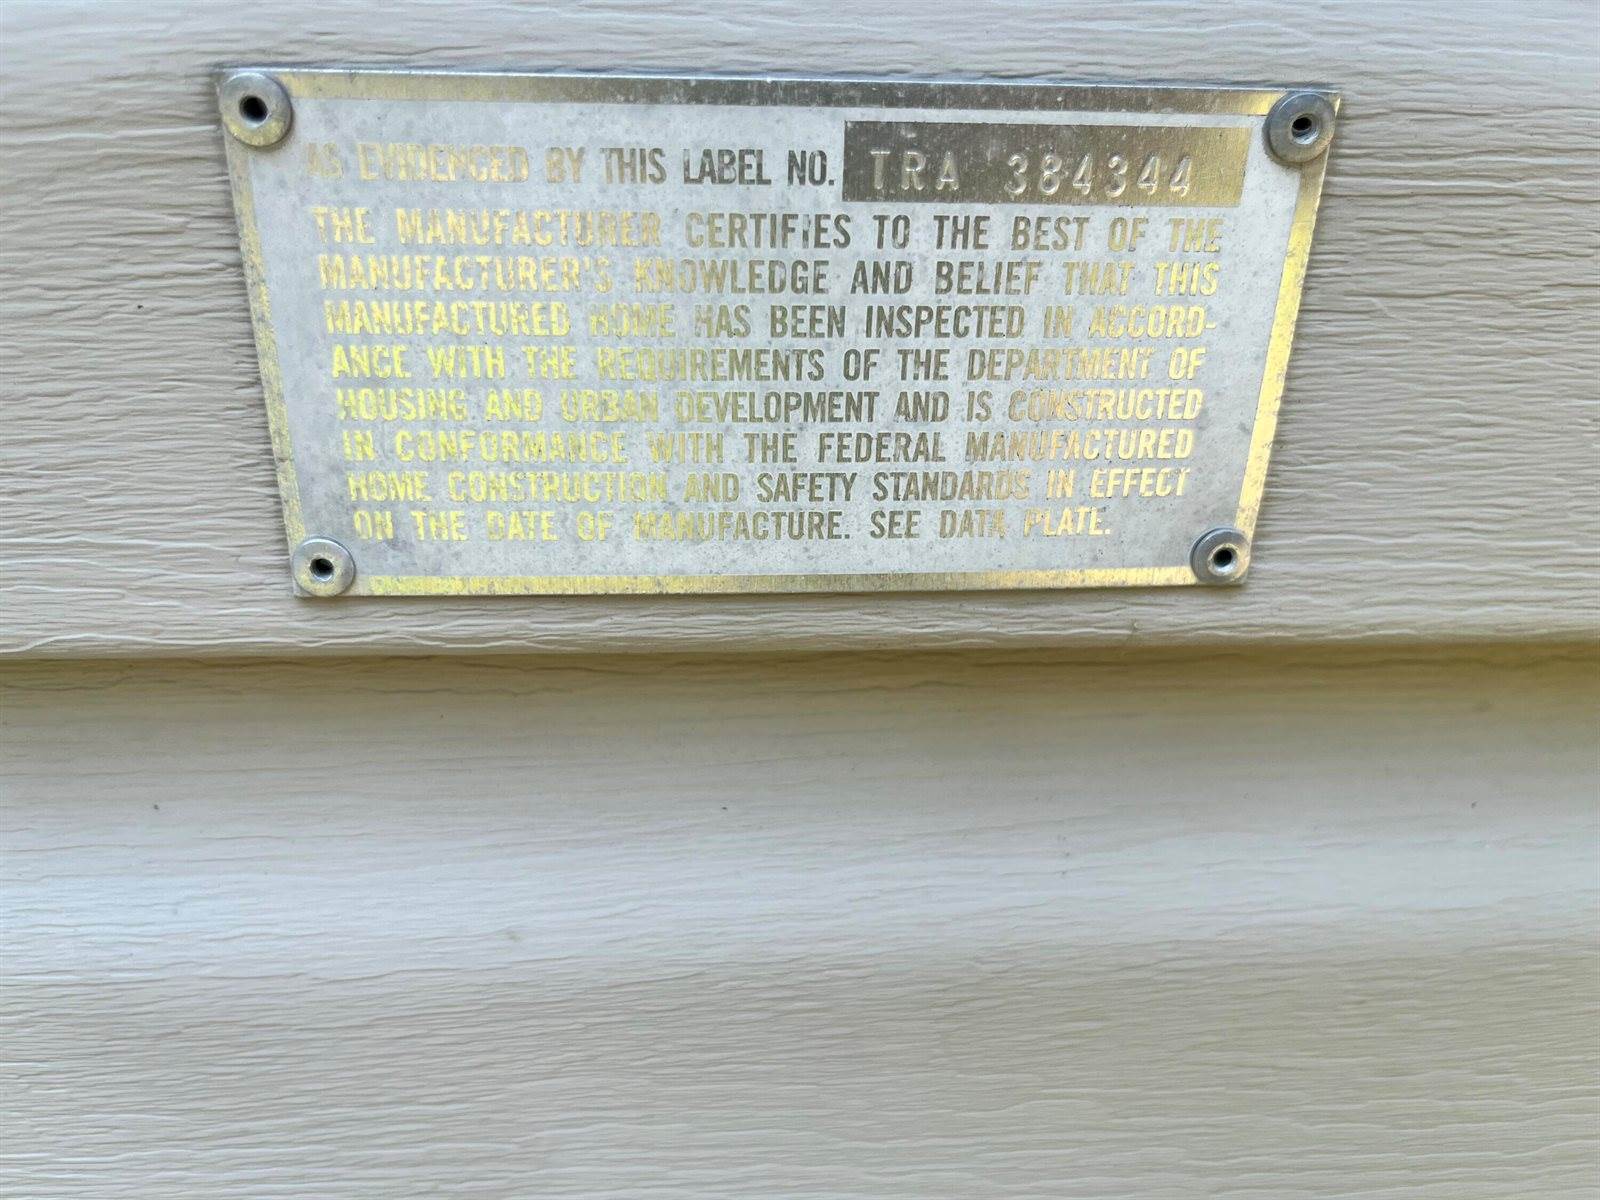 AS EVIDENCED BY THIS LABEL NO. TRA 384344
THE MANUFACTURER CERTIFIES TO THE BEST OF THE
MANUFACTURER'S KNOWLEDGE AND BELIEF THAT THIS
MANUFACTURED HOME HAS BEEN INSPECTED IN ACCORD-
ANCE WITH THE REQUIREMENTS OF THE DEPARTMENT OF
HOUSING AND URBAN DEVELOPMENT AND IS CONSTRUCTED
IN CONFORMANCE WITH THE FEDERAL MANUFACTURED
HOME CONSTRUCTION AND SAFETY STANDARDS IN EFFECT
ON THE DATE OF MANUFACTURE. SEE DATA PLATE.